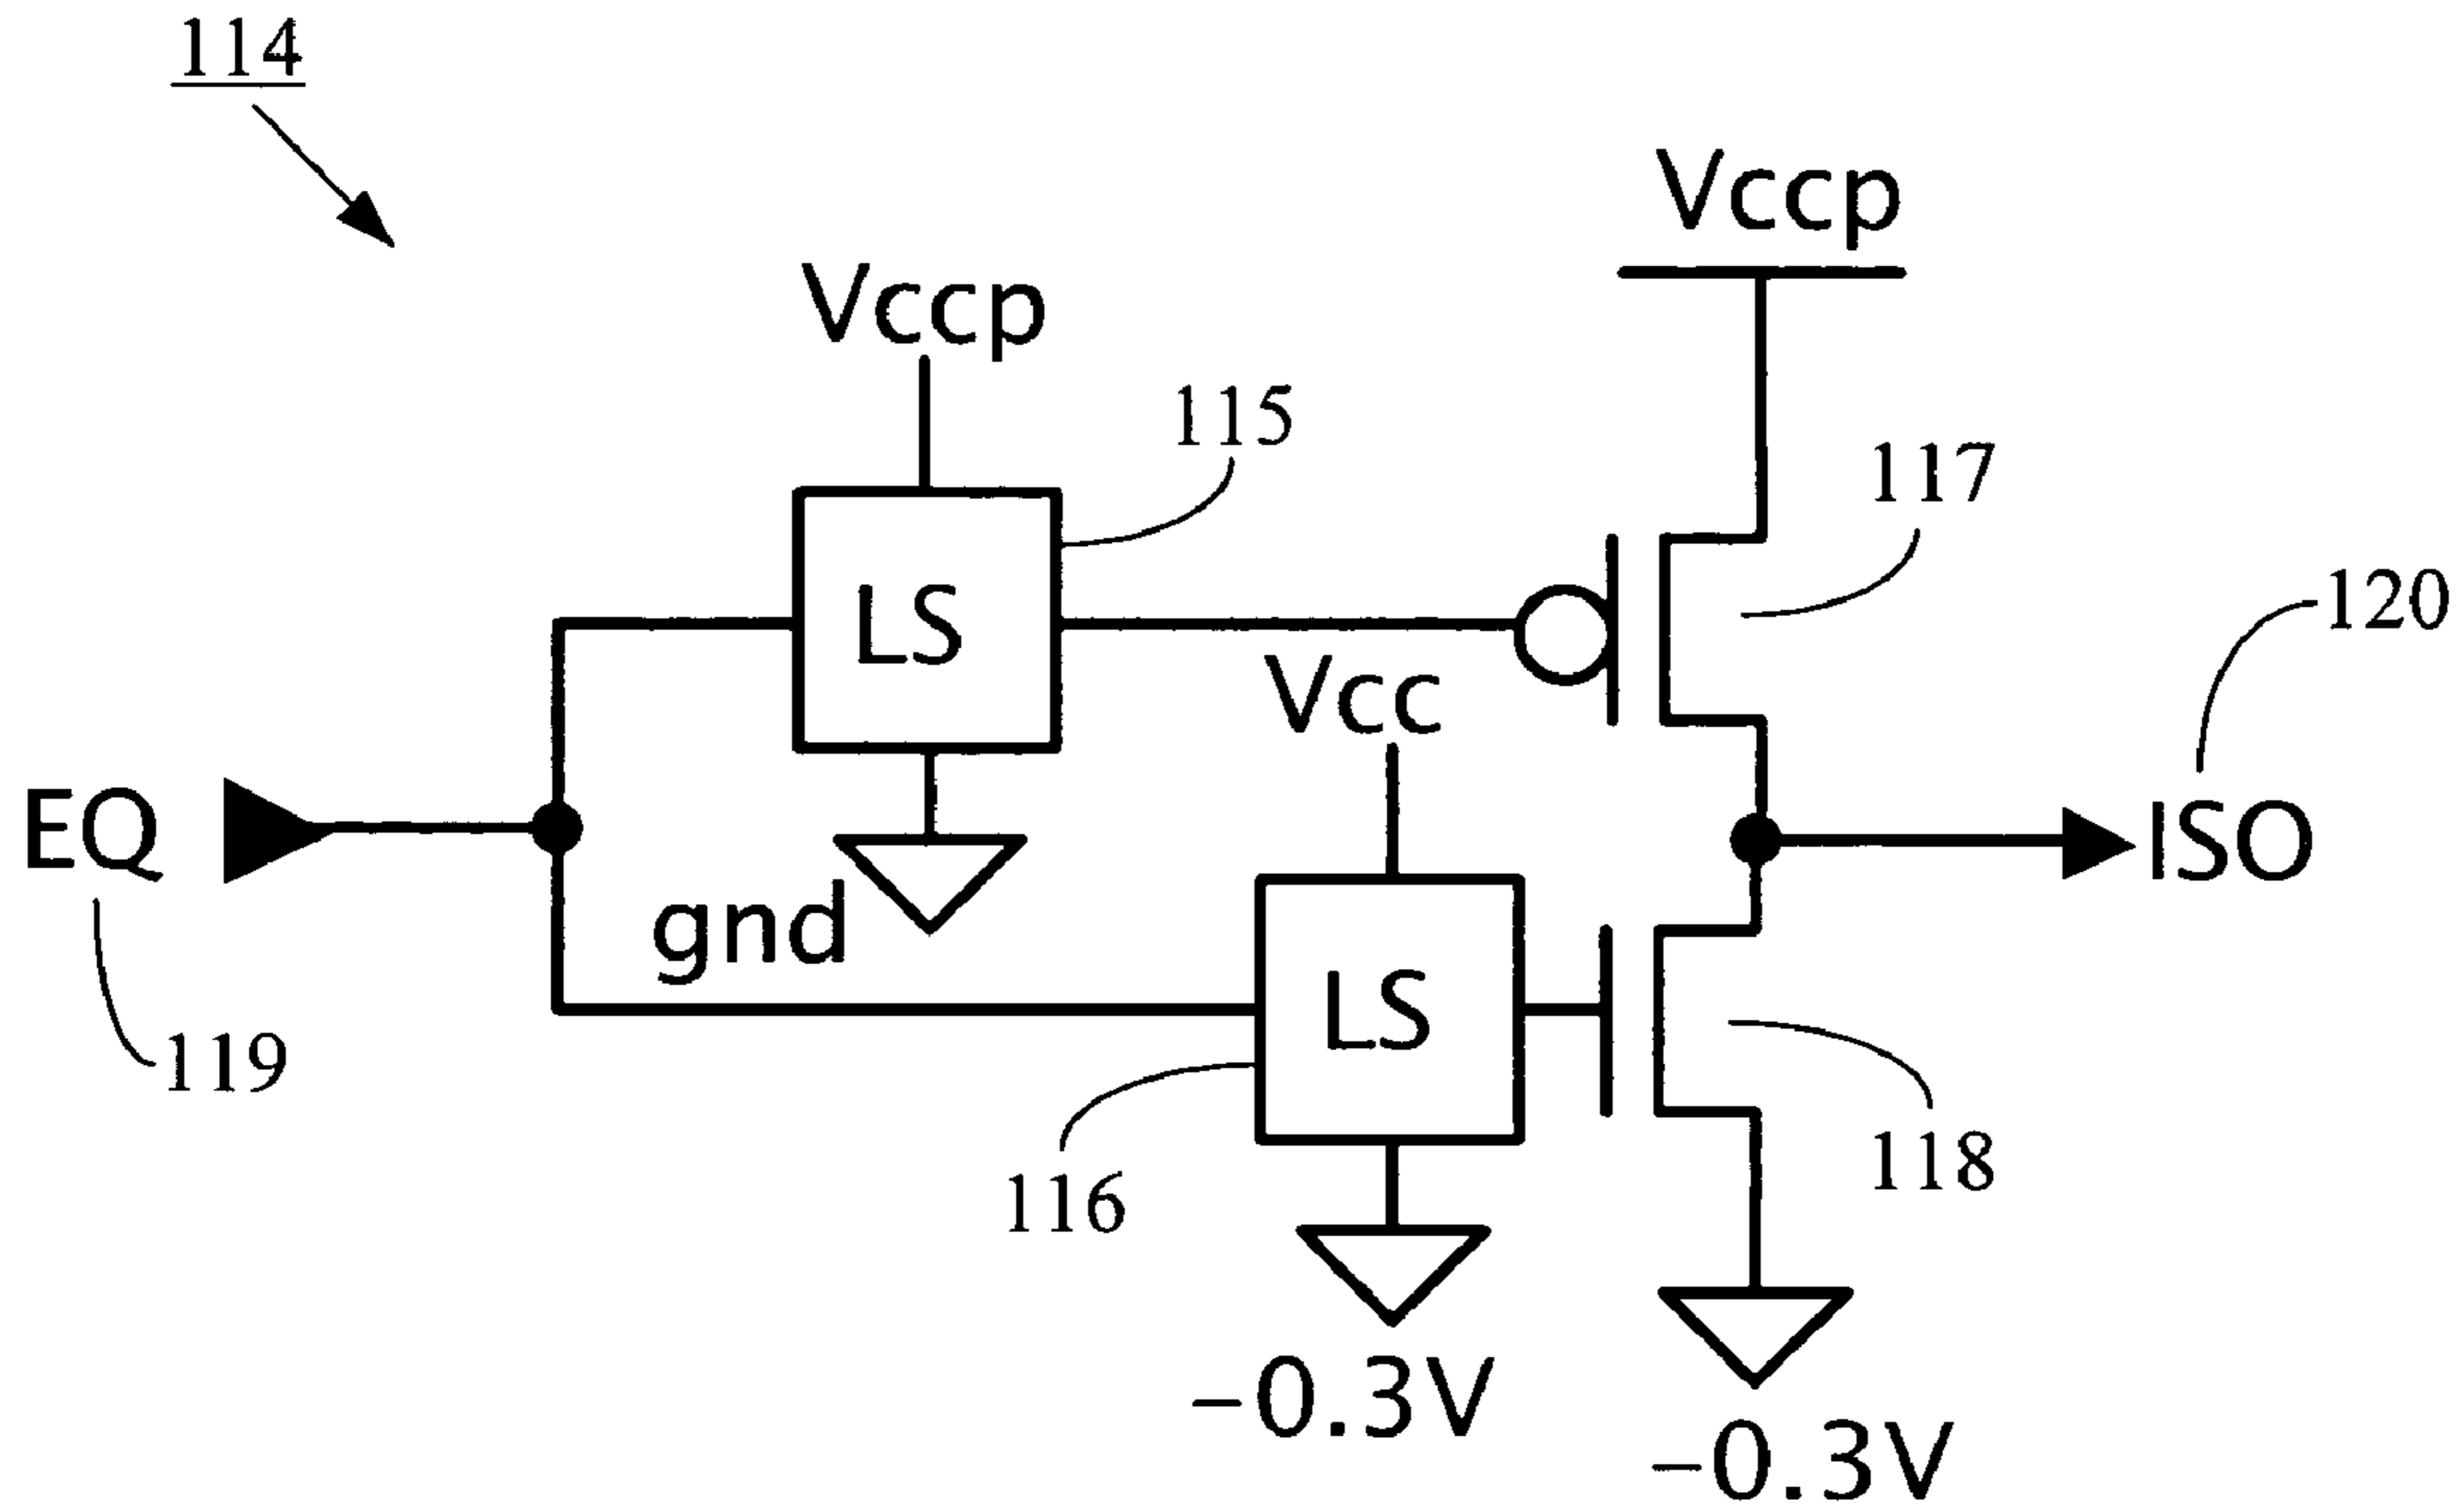 114
Vccp
Vccp
115
117
LS
120
Vcc
EQ
ISO
gnd
LS
119
116
118
–0.3V
–0.3V